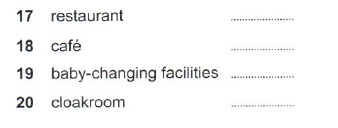 17 restaurant ......................
18 café ......................
19 baby-changing facilities ......................
20 cloakroom ......................